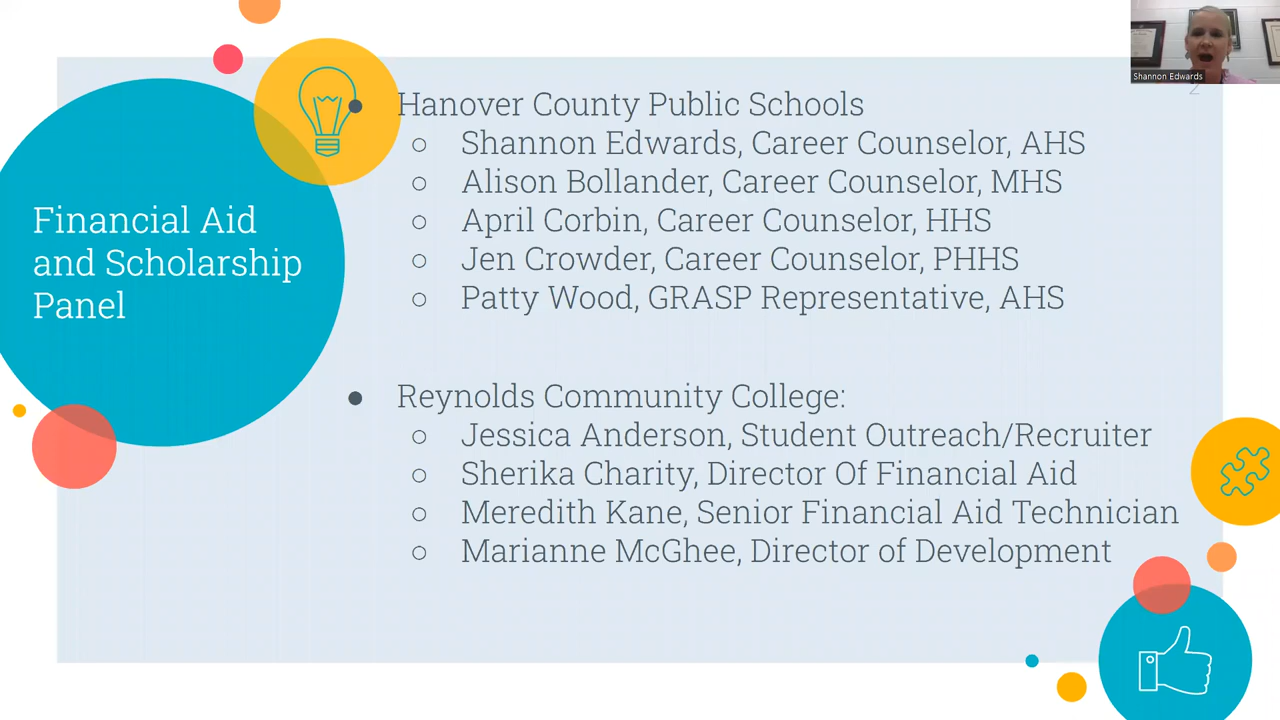 Shannon Edwards
2
Financial Aid
and Scholarship
Panel
● Hanover County Public Schools
○ Shannon Edwards, Career Counselor, AHS
○ Alison Bollander, Career Counselor, MHS
○ April Corbin, Career Counselor, HHS
○ Jen Crowder, Career Counselor, PHHS
○ Patty Wood, GRASP Representative, AHS
● Reynolds Community College:
○ Jessica Anderson, Student Outreach/Recruiter
○ Sherika Charity, Director Of Financial Aid
○ Meredith Kane, Senior Financial Aid Technician
○ Marianne McGhee, Director of Development